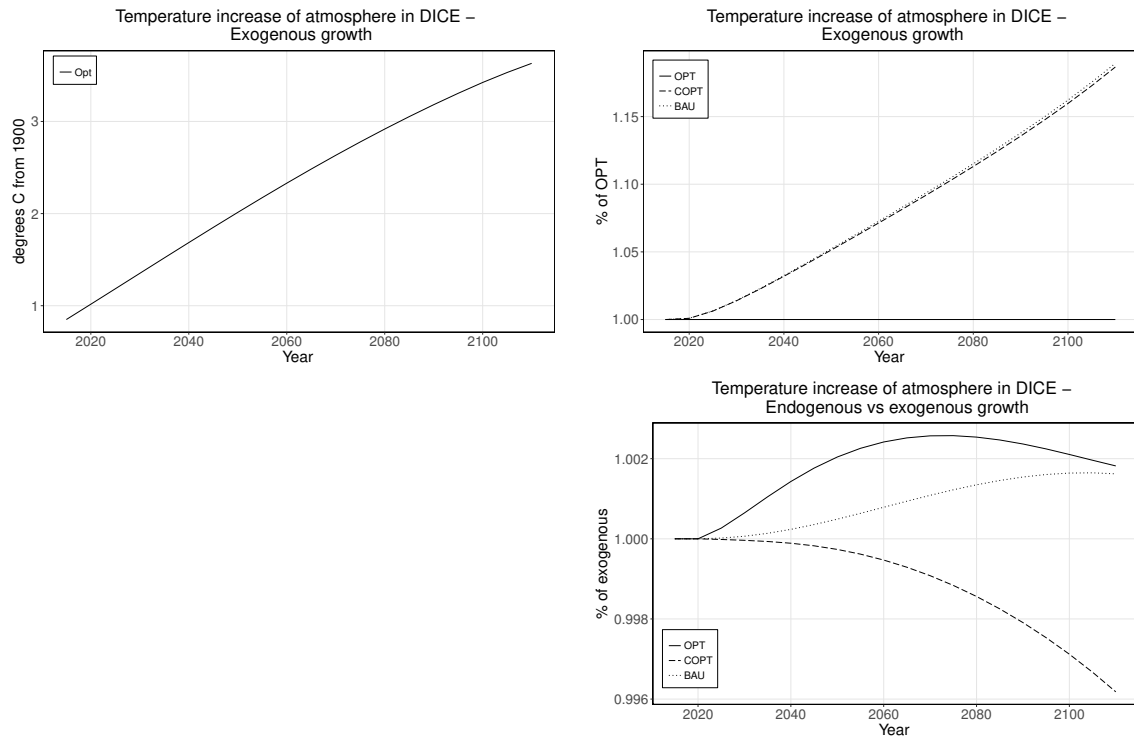 Temperature increase of atmosphere in DICE –
Exogenous growth
Opt
3
2
1
degrees C from 1900
2020 2040 2060 2080 2100
Year
Temperature increase of atmosphere in DICE –
Exogenous growth
OPT
COPT
BAU
1.15
1.10
1.05
1.00
% of OPT
2020 2040 2060 2080 2100
Year
Temperature increase of atmosphere in DICE –
Endogenous vs exogenous growth
1.002
1.000
0.998
0.996
% of exogenous
OPT
COPT
BAU
2020 2040 2060 2080 2100
Year